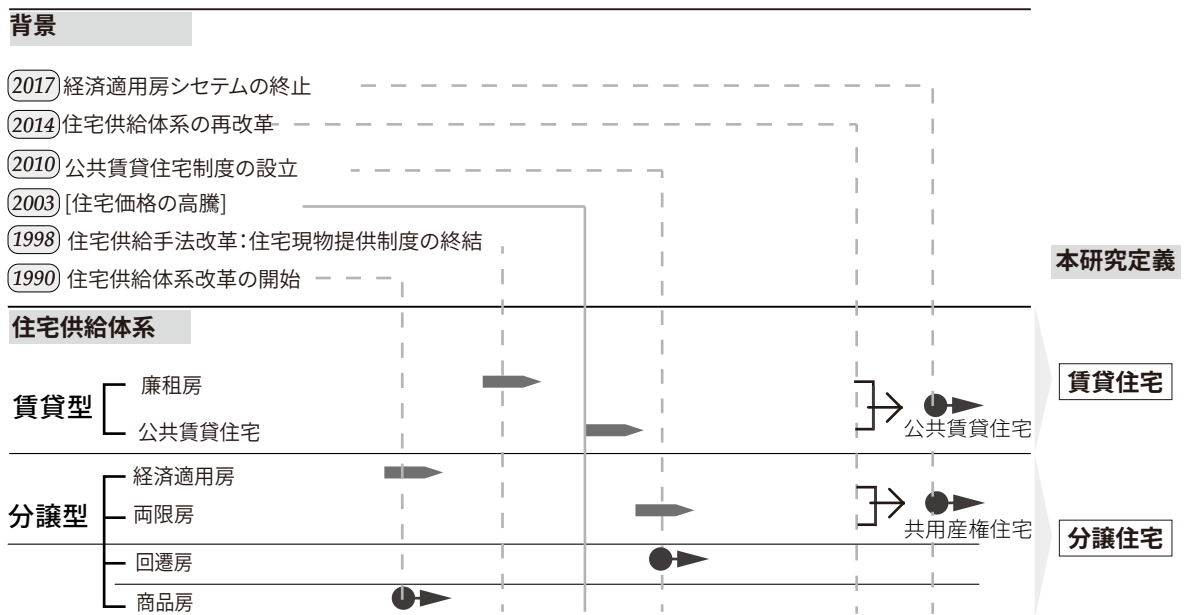 背景
2017 経済適用房シセテムの終止
2014 住宅供給体系の再改革
2010 公共賃貸住宅制度の設立
2003 [住宅価格の高騰]
1998 住宅供給手法改革：住宅現物提供制度の終結
1990 住宅供給体系改革の開始
本研究定義
住宅供給体系
賃貸型
廉租房
公共賃貸住宅
公共賃貸住宅
賃貸住宅
分譲型
経済適用房
両限房
共用産権住宅
回遷房
商品房
分譲住宅